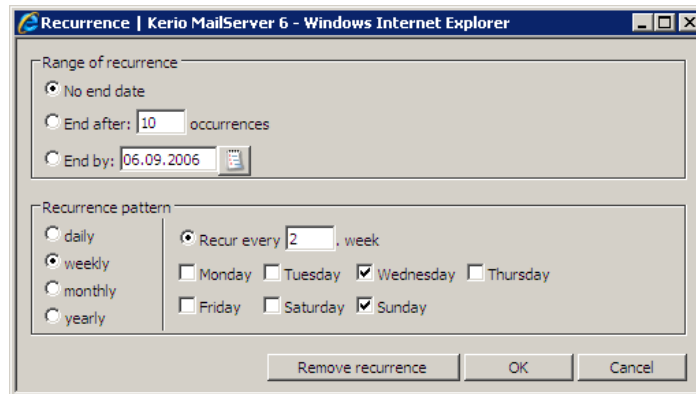 Recurrence | Kerio MailServer 6 - Windows Internet Explorer
Range of recurrence
No end date
End after: 10 occurrences
End by: 06.09.2006
Recurrence pattern
daily
weekly
monthly
yearly
Recur every 2 . week
Monday Tuesday Wednesday Thursday
Friday Saturday Sunday
Remove recurrence OK Cancel